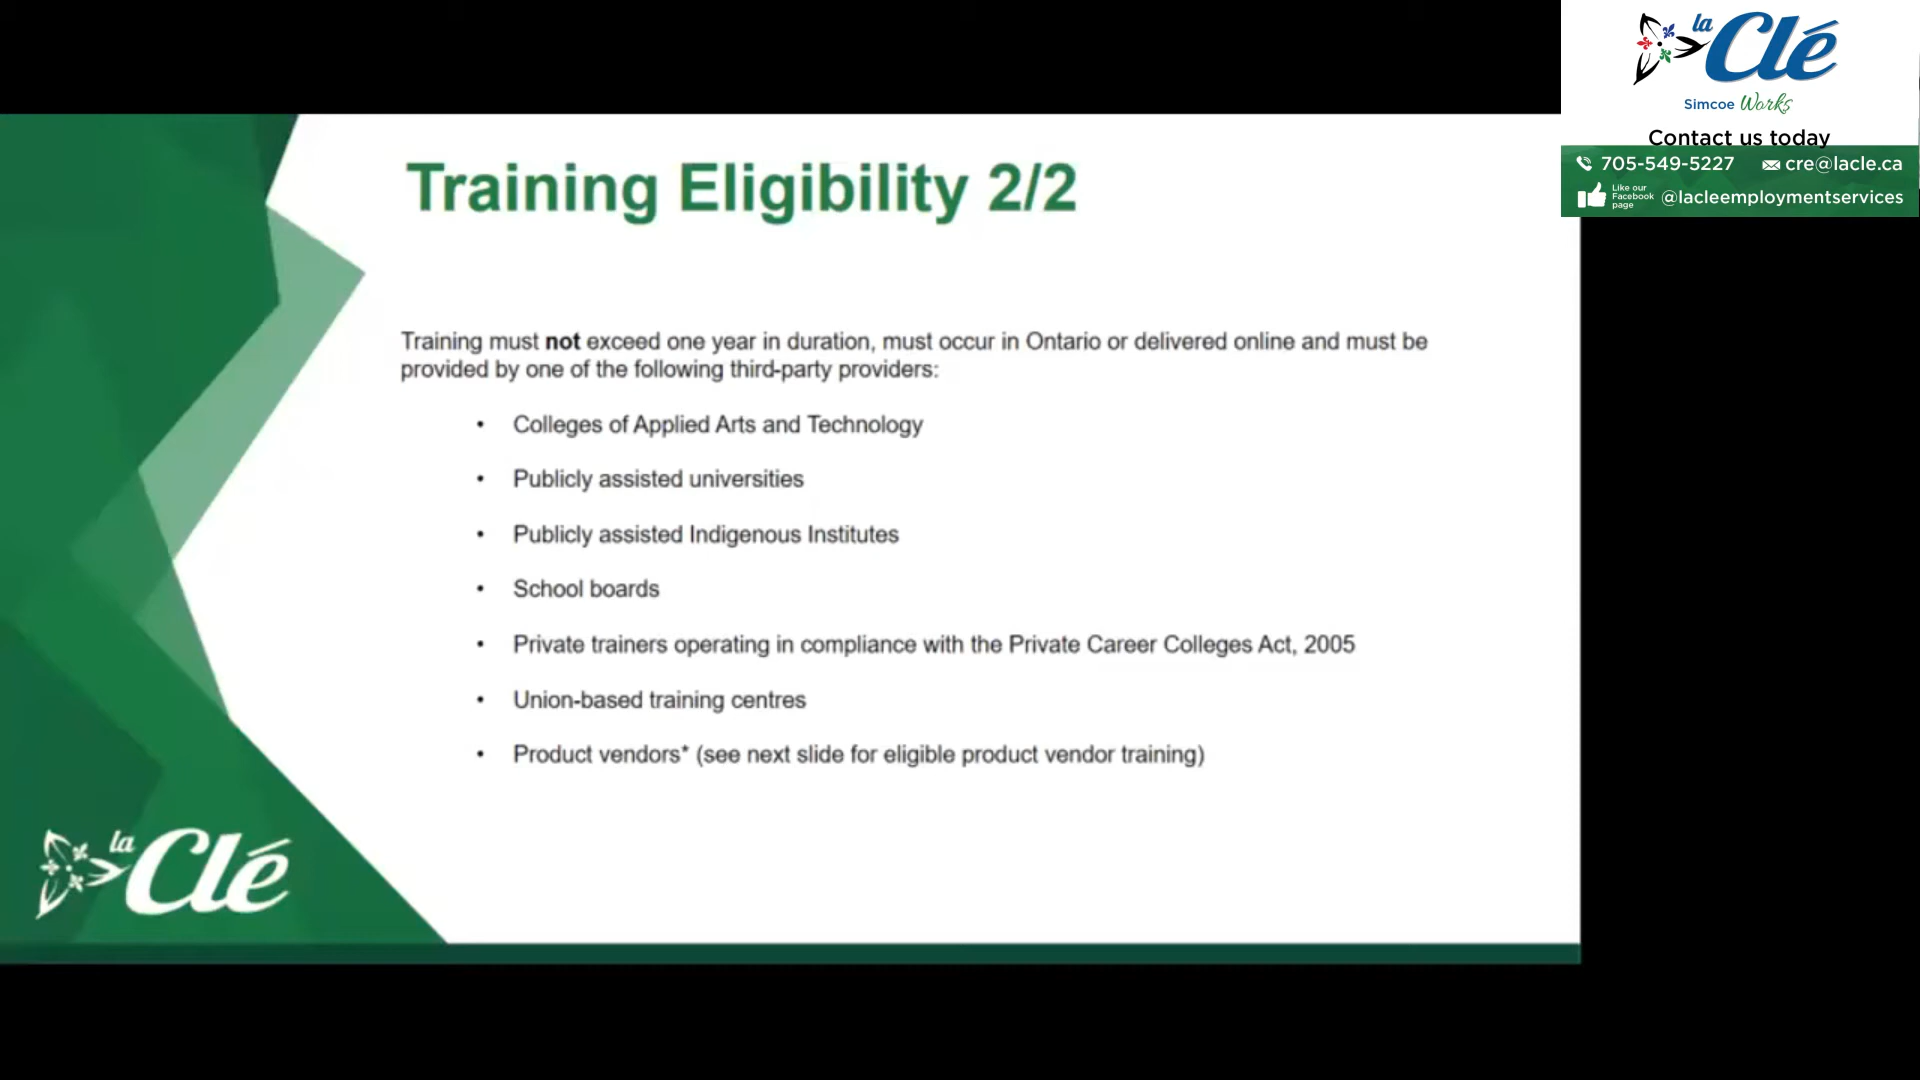 la Clé
Simcoe Works
Contact us today
705-549-5227 cre@lacle.ca
Like our
Facebook
page
@lacleemploymentservices
Training Eligibility 2/2
Training must not exceed one year in duration, must occur in Ontario or delivered online and must be
provided by one of the following third-party providers:
• Colleges of Applied Arts and Technology
• Publicly assisted universities
• Publicly assisted Indigenous Institutes
• School boards
• Private trainers operating in compliance with the Private Career Colleges Act, 2005
• Union-based training centres
• Product vendors* (see next slide for eligible product vendor training)
la Clé